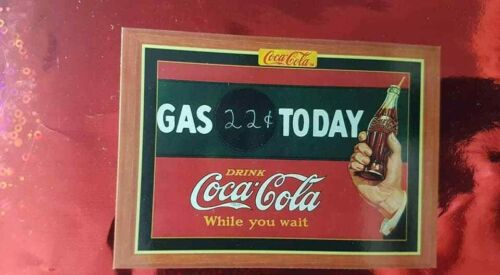 Coca-Cola
GAS 22¢ TODAY
DRINK
Coca-Cola
While you wait